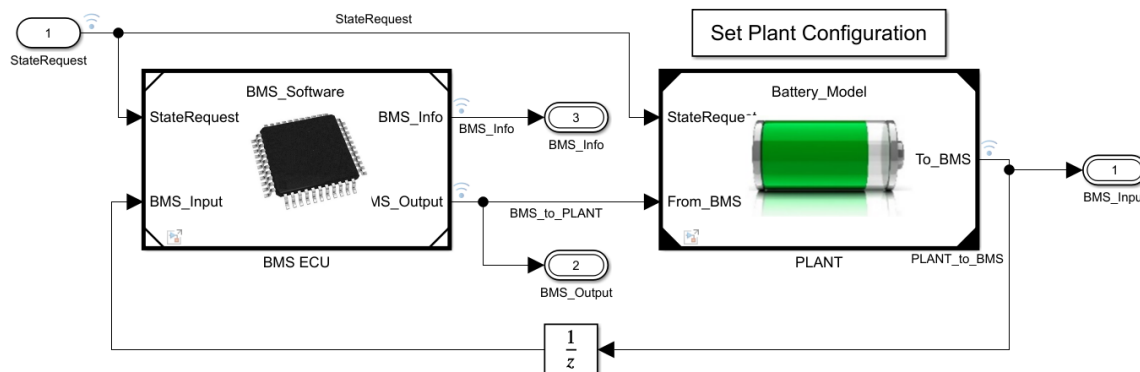 1
StateRequest
StateRequest
Set Plant Configuration
BMS_Software
StateRequest
BMS_Info
BMS_Input
MS_Output
BMS ECU
BMS_Info
3
BMS_Info
BMS_to_PLANT
2
BMS_Output
Battery_Model
StateRequest
To_BMS
From_BMS
PLANT
PLANT_to_BMS
1
BMS_Input
1
z